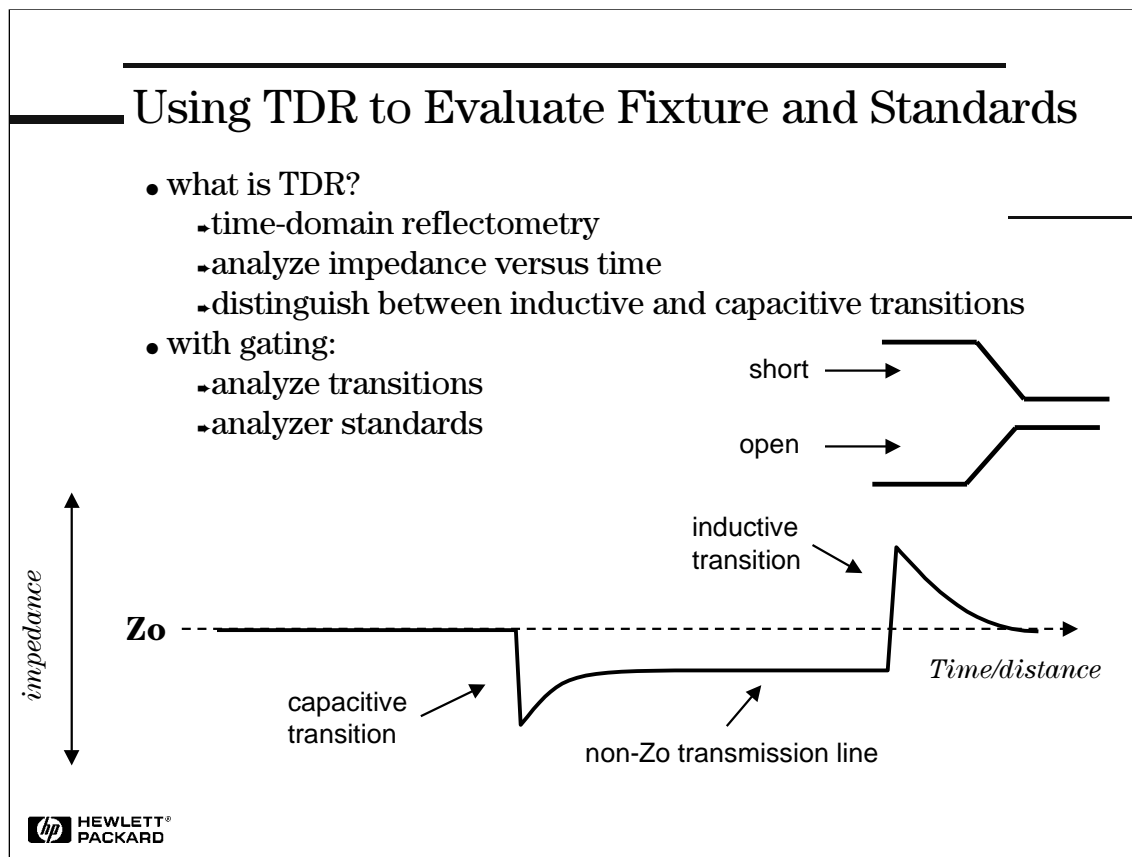 Using TDR to Evaluate Fixture and Standards
• what is TDR?
➨time-domain reflectometry
➨analyze impedance versus time
➨distinguish between inductive and capacitive transitions
• with gating:
➨analyze transitions
➨analyzer standards
short
open
inductive
transition
impedance
Zo
Time/distance
capacitive
transition
non-Zo transmission line
hp HEWLETT®
PACKARD